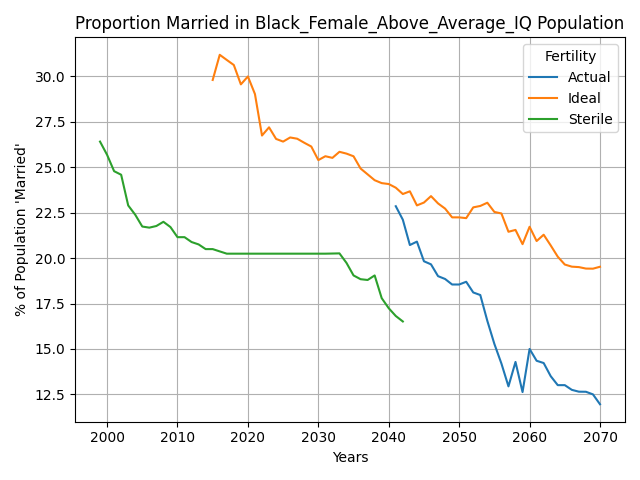 Proportion Married in Black_Female_Above_Average_IQ Population
% of Population 'Married'
30.0
27.5
25.0
22.5
20.0
17.5
15.0
12.5
Fertility
Actual
Ideal
Sterile
2000 2010 2020 2030 2040 2050 2060 2070
Years